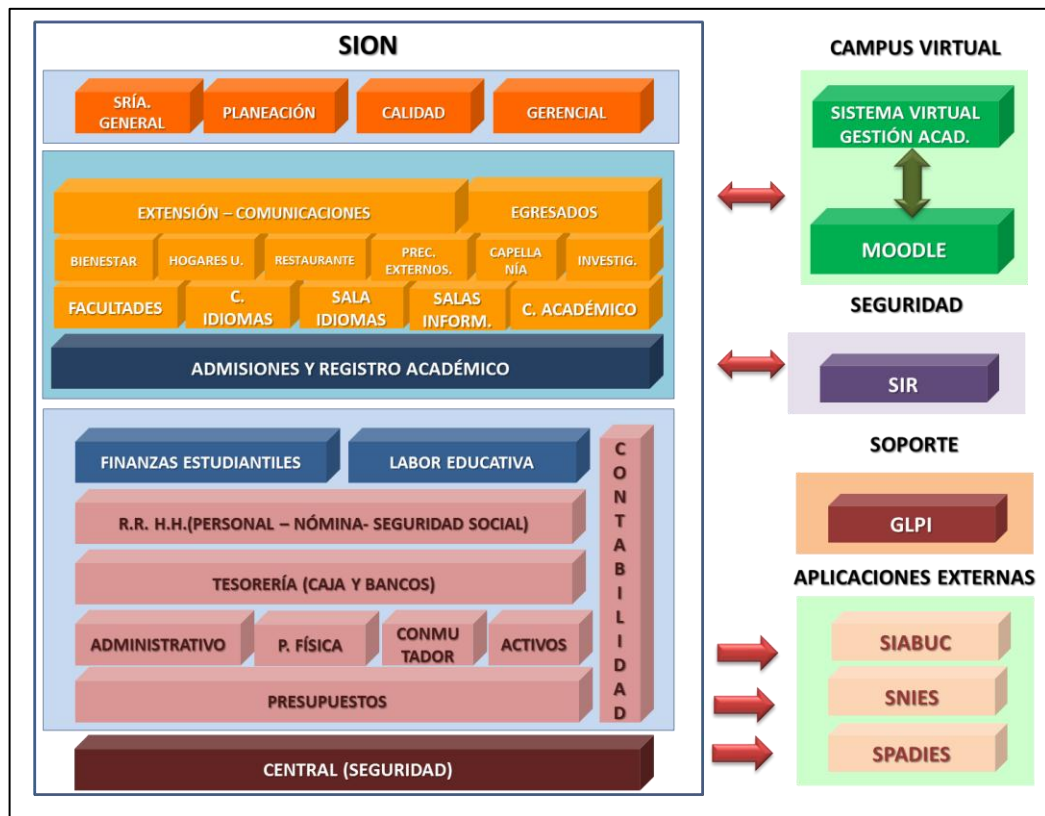 SION
SRÍA.
GENERAL
PLANEACIÓN
CALIDAD
GERENCIAL
EXTENSIÓN – COMUNICACIONES
EGRESADOS
BIENESTAR
HOGARES U.
RESTAURANTE
PREC.
EXTERNOS.
CAPELLA
NÍA
INVESTIG.
FACULTADES
C.
IDIOMAS
SALA
IDIOMAS
SALAS
INFORM.
C. ACADÉMICO
ADMISIONES Y REGISTRO ACADÉMICO
FINANZAS ESTUDIANTILES
LABOR EDUCATIVA
R.R. H.H.(PERSONAL – NÓMINA- SEGURIDAD SOCIAL)
TESORERÍA (CAJA Y BANCOS)
ADMINISTRATIVO
P. FÍSICA
CONMU
TADOR
ACTIVOS
PRESUPUESTOS
CONTABILIDAD
CENTRAL (SEGURIDAD)
CAMPUS VIRTUAL
SISTEMA VIRTUAL
GESTIÓN ACAD.
MOODLE
SEGURIDAD
SIR
SOPORTE
GLPI
APLICACIONES EXTERNAS
SIABUC
SNIES
SPADIES